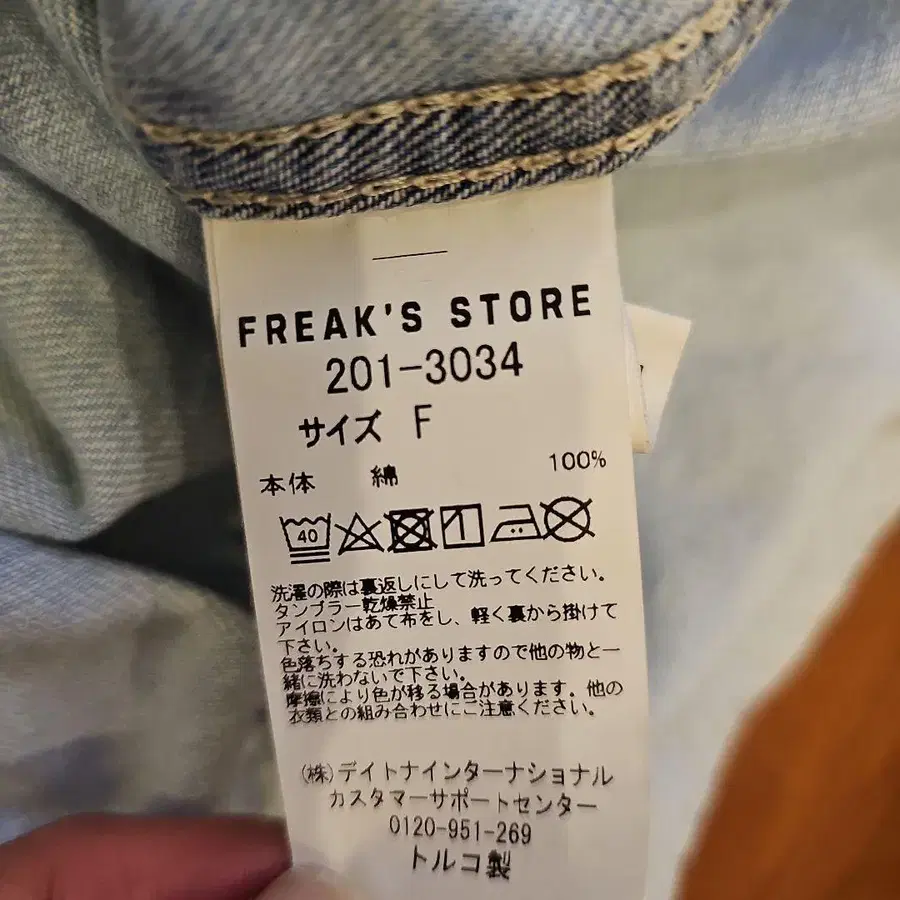 FREAK'S STORE
201-3034
サイズ F
本体 綿 100%
40
洗濯の際は裏返しにして洗ってください。
タンブラー乾燥禁止
アイロンはあて布をし、軽く裏から掛けて
下さい。
色落ちする恐れがありますので他の物と一
緒に洗わないで下さい。
摩擦により色が移る場合があります。他の
衣類との組み合わせにご注意ください。
(株)デイトナインターナショナル
カスタマーサポートセンター
0120-951-269
トルコ製